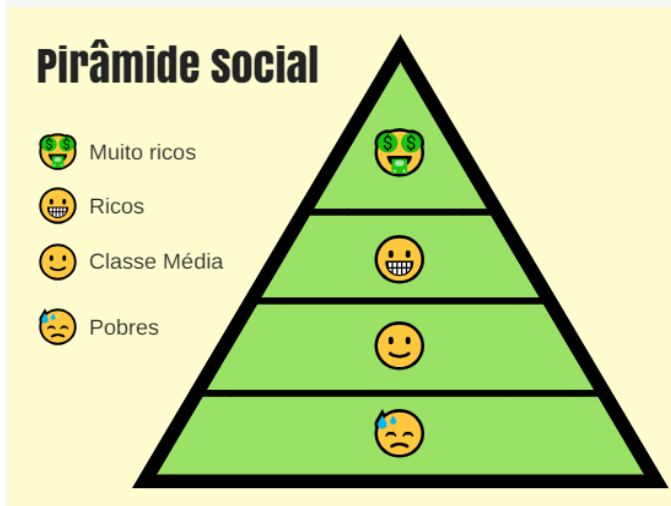 Pirâmide Social
Muito ricos
Ricos
Classe Média
Pobres